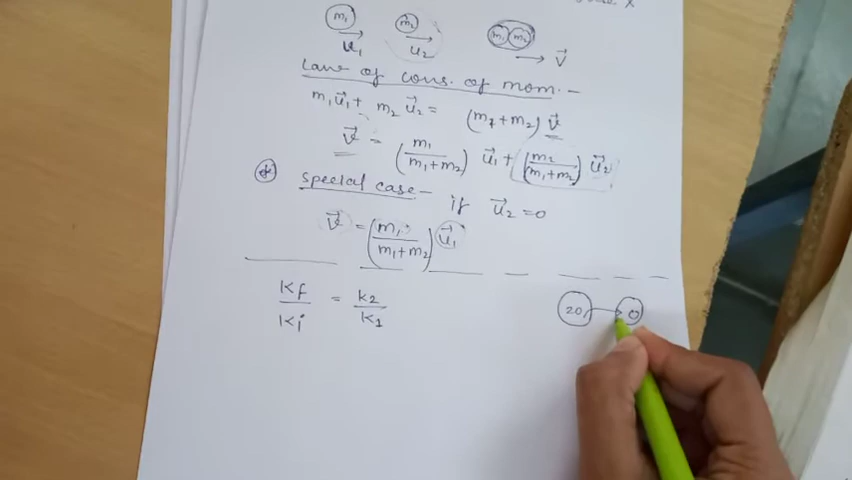 m₁ m₂ m₁ m₂
u₁ u₂ v⃗
Law of cons. of mom. –
m₁u⃗₁ + m₂u⃗₂ = (m₁+m₂) v⃗
v⃗ = (m₁/(m₁+m₂)) u⃗₁ + (m₂/(m₁+m₂)) u⃗₂
* special case – if u⃗₂ = 0
v⃗ = (m₁/(m₁+m₂)) u⃗₁
Kf/Ki = K₂/K₁
20 0